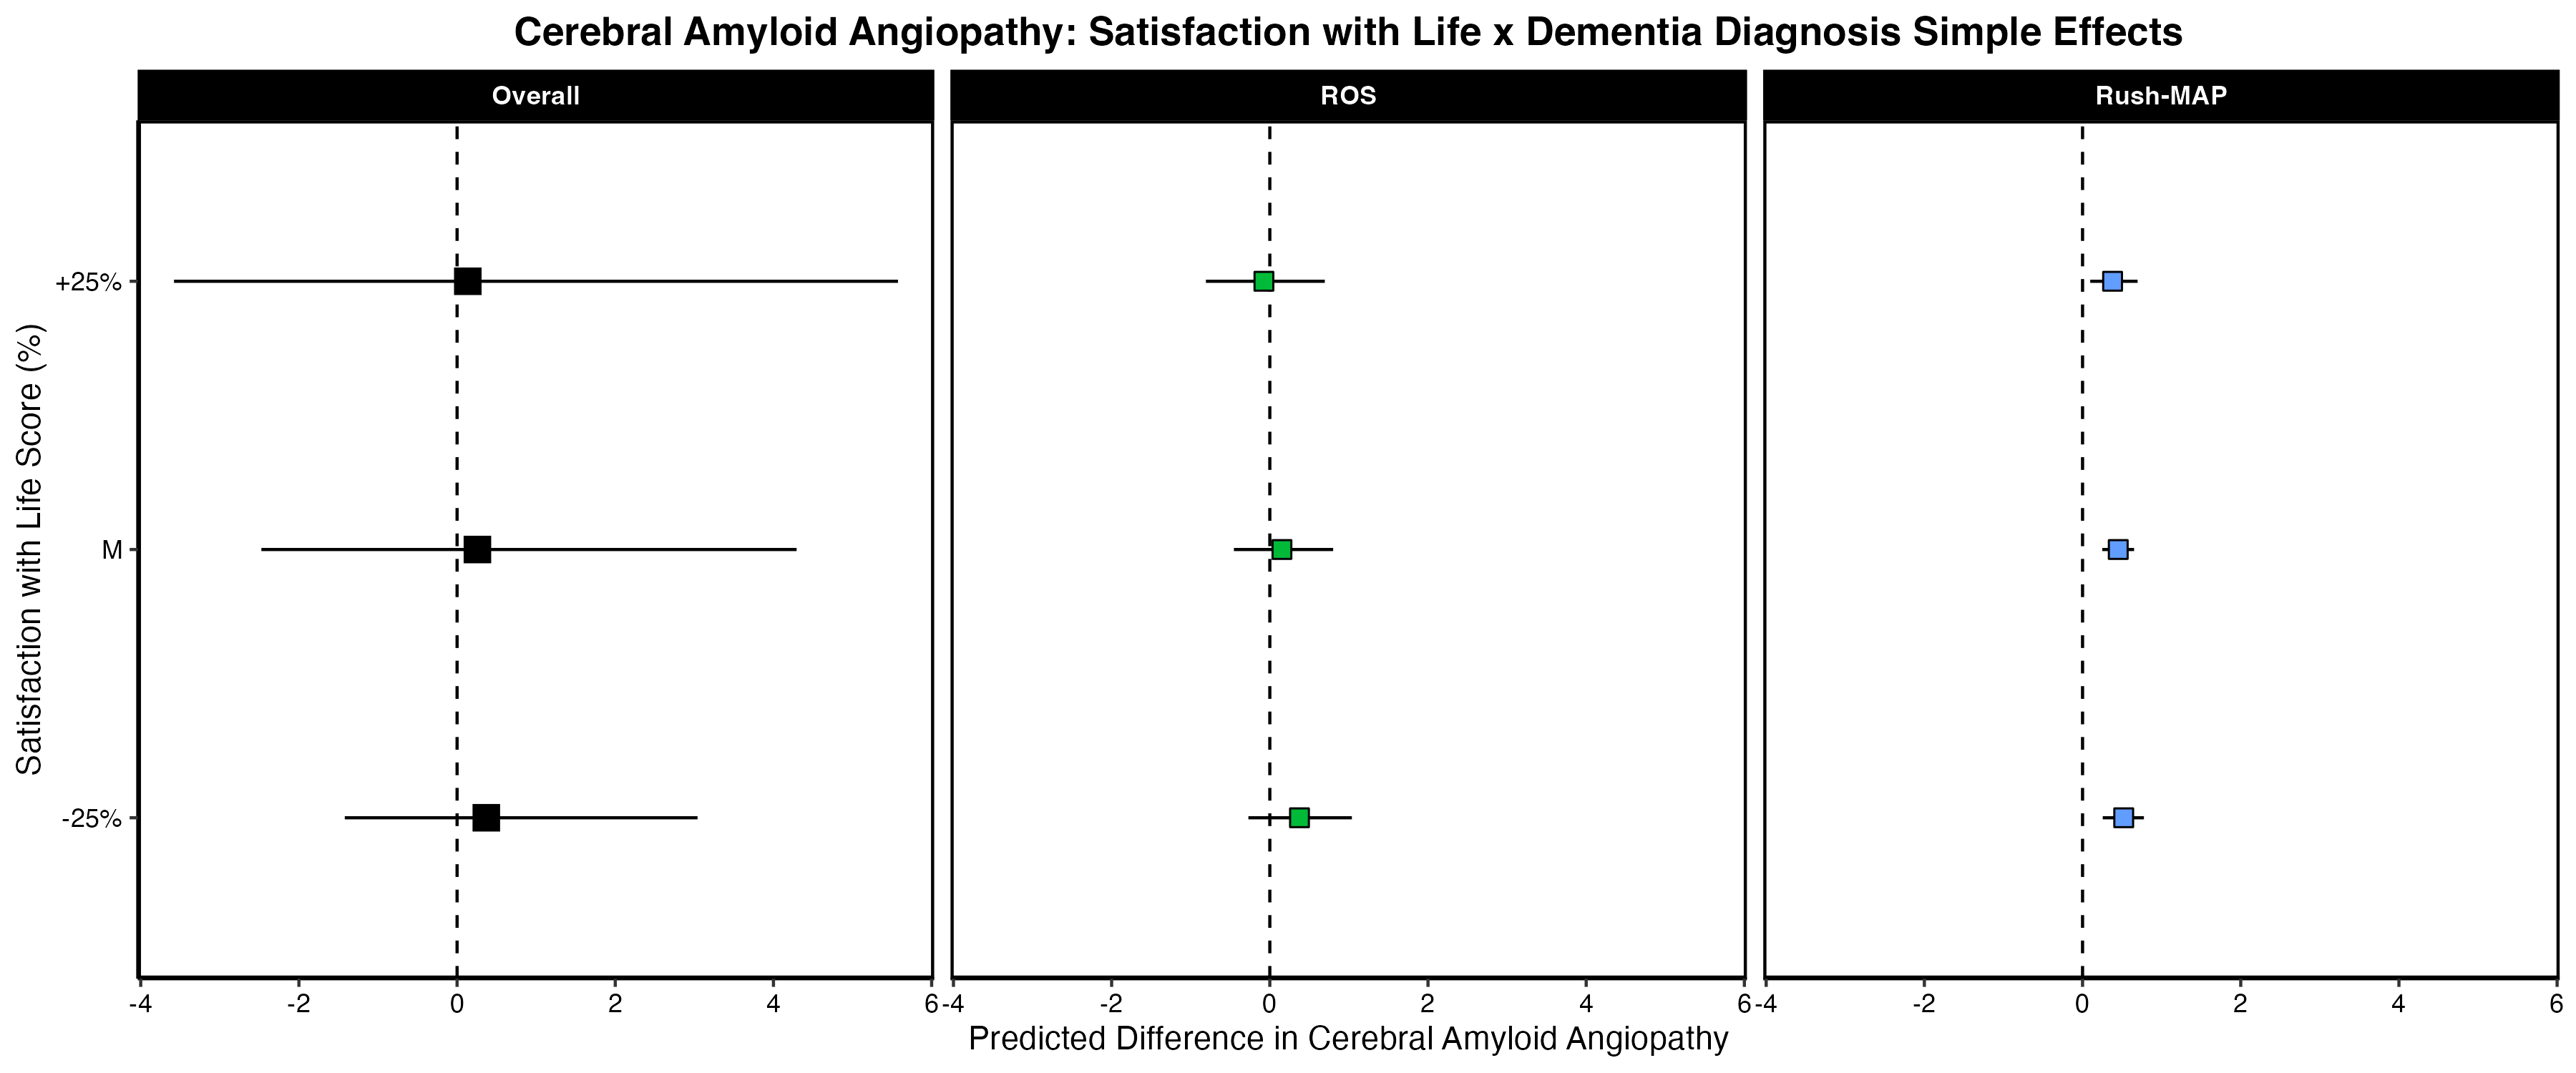 Cerebral Amyloid Angiopathy: Satisfaction with Life x Dementia Diagnosis Simple Effects
Overall
ROS
Rush-MAP
Satisfaction with Life Score (%)
+25%
M
-25%
-4 -2 0 2 4 6
-4 -2 0 2 4 6
-4 -2 0 2 4 6
Predicted Difference in Cerebral Amyloid Angiopathy